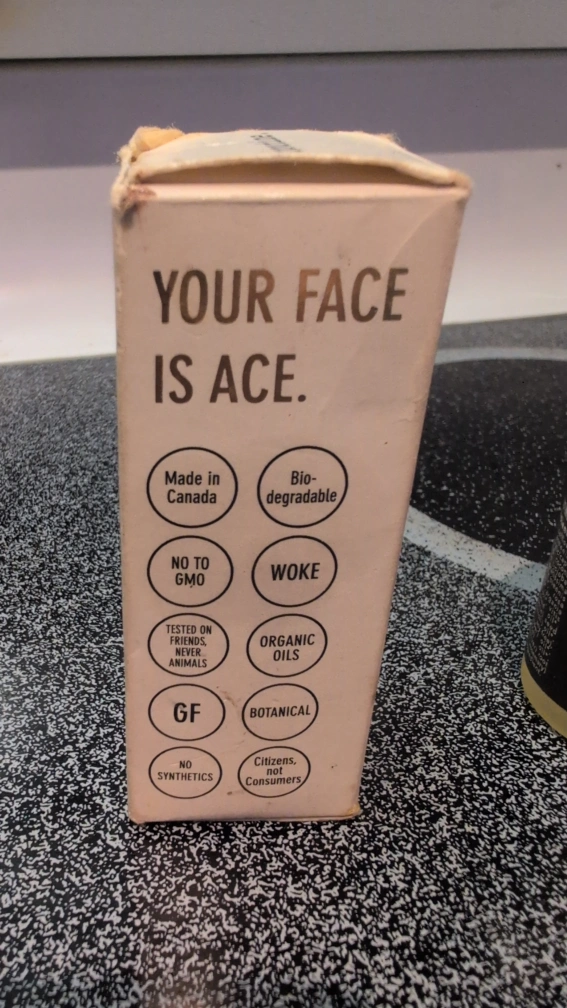 YOUR FACE
IS ACE.
Made in
Canada
Bio-
degradable
NO TO
GMO
WOKE
TESTED ON
FRIENDS,
NEVER
ANIMALS
ORGANIC
OILS
GF
BOTANICAL
NO
SYNTHETICS
Citizens,
not
Consumers